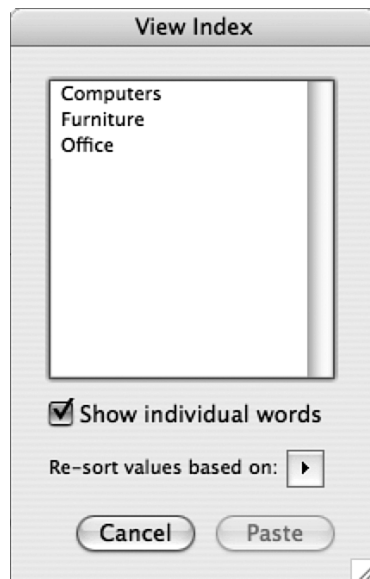 View Index
Computers
Furniture
Office
Show individual words
Re-sort values based on:
Cancel Paste